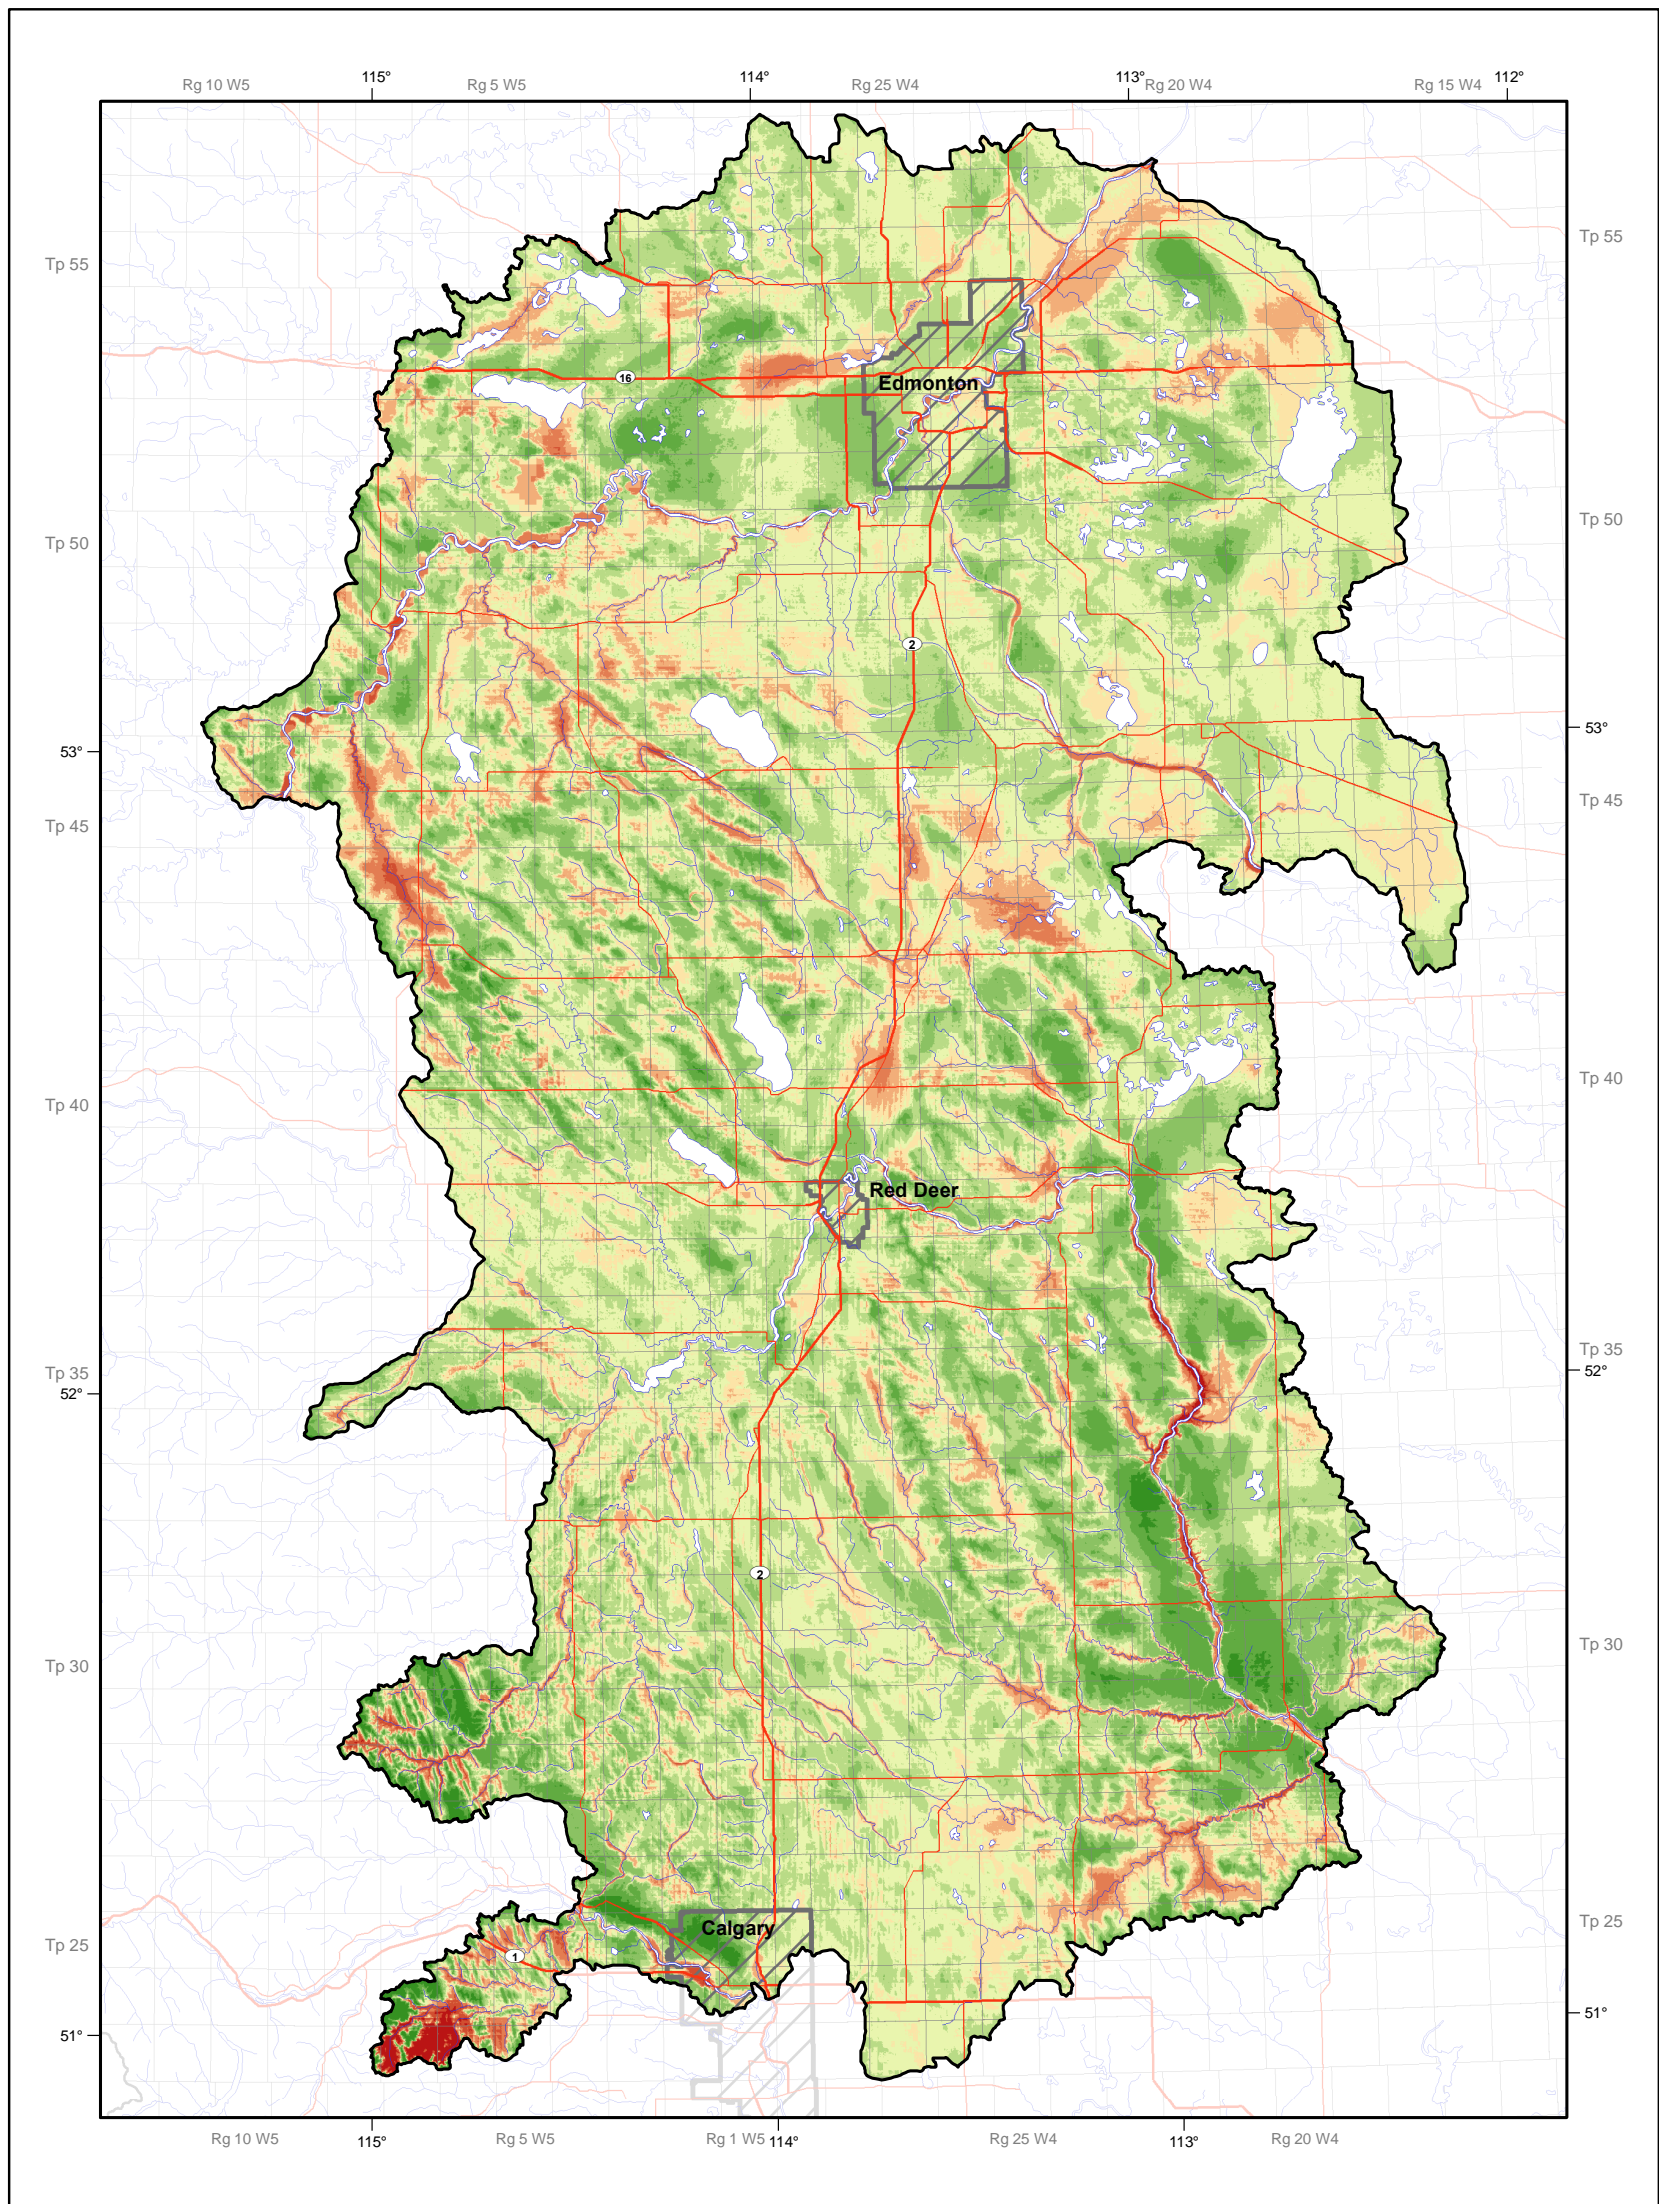 115° 114° 113° 112°
Rg 10 W5 Rg 5 W5 Rg 25 W4 Rg 20 W4 Rg 15 W4
Tp 55 Tp 55
16
Edmonton
Tp 50 Tp 50
2
53° 53°
Tp 45 Tp 45
Tp 40 Tp 40
Red Deer
Tp 35 Tp 35
52° 52°
2
Tp 30 Tp 30
Calgary
Tp 25 Tp 25
1
51° 51°
Rg 10 W5 115° Rg 5 W5 Rg 1 W5 114° Rg 25 W4 113° Rg 20 W4